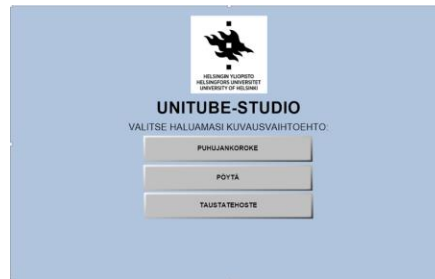 HELSINGIN YLIOPISTO
HELSINGFORS UNIVERSITET
UNIVERSITY OF HELSINKI
UNITUBE-STUDIO
VALITSE HALUAMASI KUVAUSVAIHTOEHTO:
PUHUJANKOROKE
PÖYTÄ
TAUSTATEHOSTE